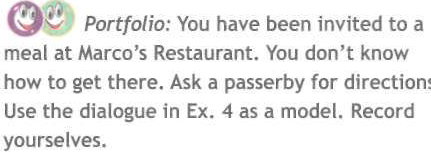 Portfolio: You have been invited to a
meal at Marco's Restaurant. You don't know
how to get there. Ask a passerby for directions
Use the dialogue in Ex. 4 as a model. Record
yourselves.